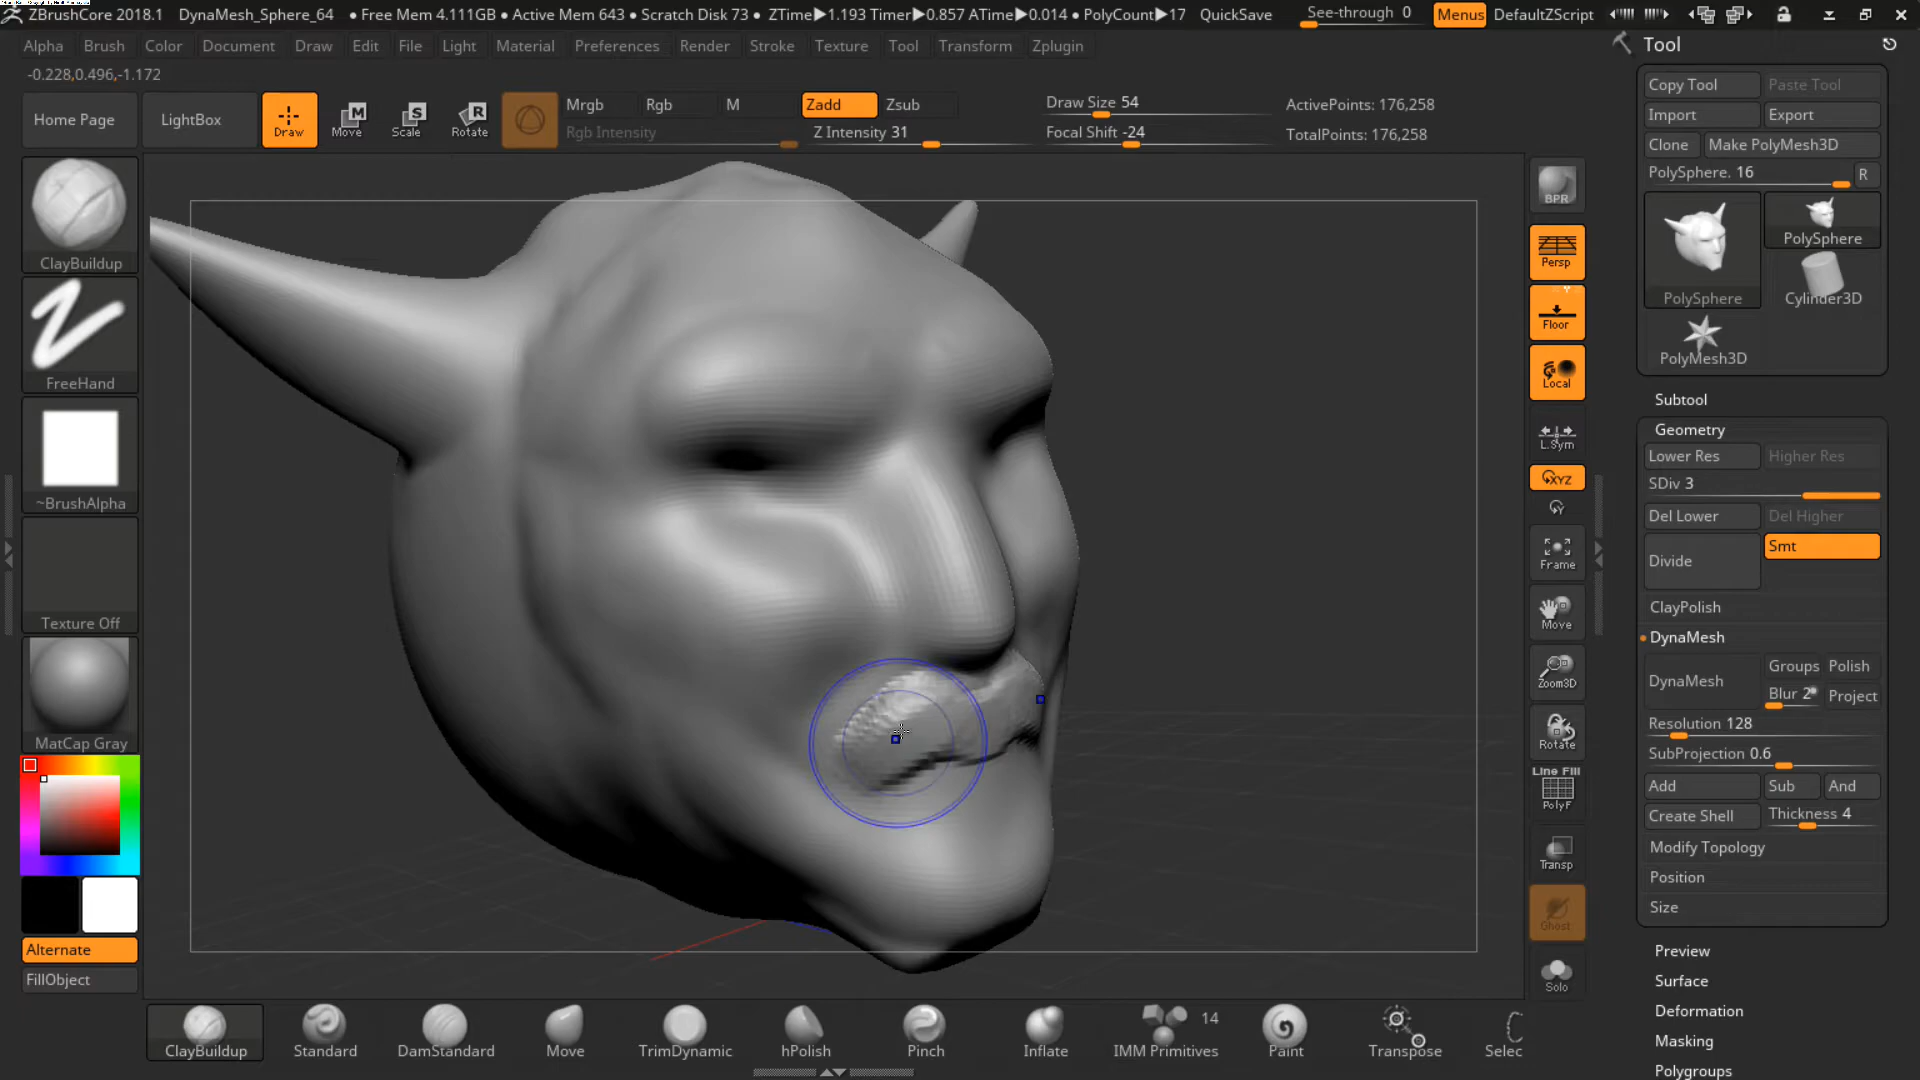 ZBrushCore 2018.1 DynaMesh_Sphere_64 • Free Mem 4.111GB • Active Mem 643 • Scratch Disk 73 • ZTime▶1.193 Timer▶0.857 ATime▶0.014 • PolyCount▶17 QuickSave See-through 0 Menus DefaultZScript
Alpha Brush Color Document Draw Edit File Light Material Preferences Render Stroke Texture Tool Transform Zplugin
-0.228,0.496,-1.172
Home Page
LightBox
Draw
Move
Scale
Rotate
Mrgb Rgb M
Rgb Intensity
Zadd Zsub
Z Intensity 31
Draw Size 54
Focal Shift -24
ActivePoints: 176,258
TotalPoints: 176,258
ClayBuildup
FreeHand
~BrushAlpha
Texture Off
MatCap Gray
Alternate
FillObject
BPR
Persp
Floor
Local
L.Sym
XYZ
Y
Frame
Move
Zoom3D
Rotate
Line Fill
PolyF
Transp
Ghost
Solo
Tool
Copy Tool Paste Tool
Import Export
Clone Make PolyMesh3D
PolySphere. 16 R
PolySphere
PolySphere
Cylinder3D
PolyMesh3D
Subtool
Geometry
Lower Res Higher Res
SDiv 3
Del Lower Del Higher
Divide Smt
ClayPolish
DynaMesh
DynaMesh Groups Polish
Blur 2 Project
Resolution 128
SubProjection 0.6
Add Sub And
Create Shell Thickness 4
Modify Topology
Position
Size
Preview
Surface
Deformation
Masking
Polygroups
ClayBuildup Standard DamStandard Move TrimDynamic hPolish Pinch Inflate IMM Primitives 14 Paint Transpose Selec